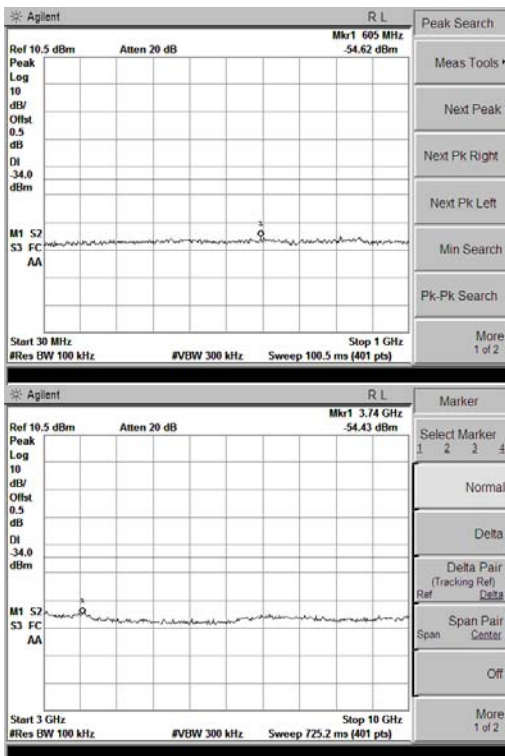 Agilent R L
Peak Search
Mkr1 605 MHz
Ref 10.5 dBm Atten 20 dB -54.62 dBm
Peak
Log
10
dB/
Offst
0.5
dB
DI
-34.0
dBm
M1 S2
S3 FC
AA
1
Start 30 MHz Stop 1 GHz
#Res BW 100 kHz #VBW 300 kHz Sweep 100.5 ms (401 pts)
Meas Tools
Next Peak
Next Pk Right
Next Pk Left
Min Search
Pk-Pk Search
More
1 of 2
Agilent R L
Marker
Mkr1 3.74 GHz
Ref 10.5 dBm Atten 20 dB -54.43 dBm
Peak
Log
10
dB/
Offst
0.5
dB
DI
-34.0
dBm
M1 S2
S3 FC
AA
1
Start 3 GHz Stop 10 GHz
#Res BW 100 kHz #VBW 300 kHz Sweep 725.2 ms (401 pts)
Select Marker
1 2 3 4
Normal
Delta
Delta Pair
(Tracking Ref)
Ref Delta
Span Pair
Span Center
Off
More
1 of 2